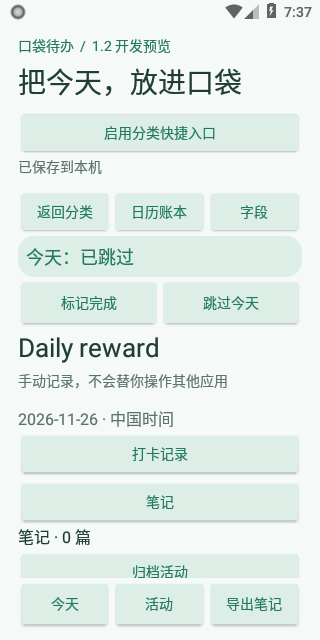 7:37
口袋待办 / 1.2 开发预览
把今天，放进口袋
启用分类快捷入口
已保存到本机
返回分类 日历账本 字段
今天：已跳过
标记完成 跳过今天
Daily reward
手动记录，不会替你操作其他应用
2026-11-26 · 中国时间
打卡记录
笔记
笔记 · 0 篇
归档活动
今天 活动 导出笔记